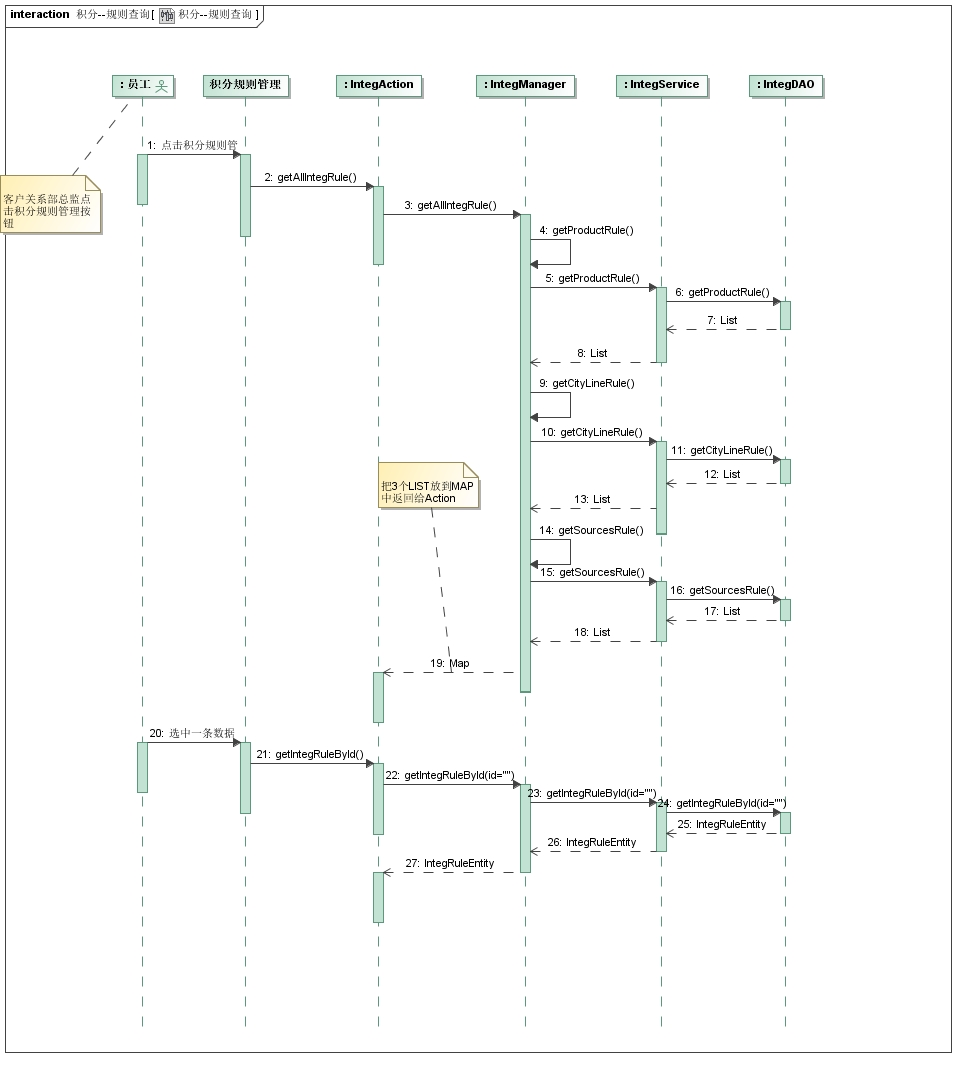 interaction 积分--规则查询[ 积分--规则查询 ]
: 员工
积分规则管理
: IntegAction
: IntegManager
: IntegService
: IntegDAO
1: 点击积分规则管
客户关系部总监点
击积分规则管理按
钮
2: getAllIntegRule()
3: getAllIntegRule()
4: getProductRule()
5: getProductRule()
6: getProductRule()
7: List
8: List
9: getCityLineRule()
10: getCityLineRule()
11: getCityLineRule()
12: List
13: List
把3个LIST放到MAP
中返回给Action
14: getSourcesRule()
15: getSourcesRule()
16: getSourcesRule()
17: List
18: List
19: Map
20: 选中一条数据
21: getIntegRuleById()
22: getIntegRuleById(id="")
23: getIntegRuleById(id="")
24: getIntegRuleById(id="")
25: IntegRuleEntity
26: IntegRuleEntity
27: IntegRuleEntity